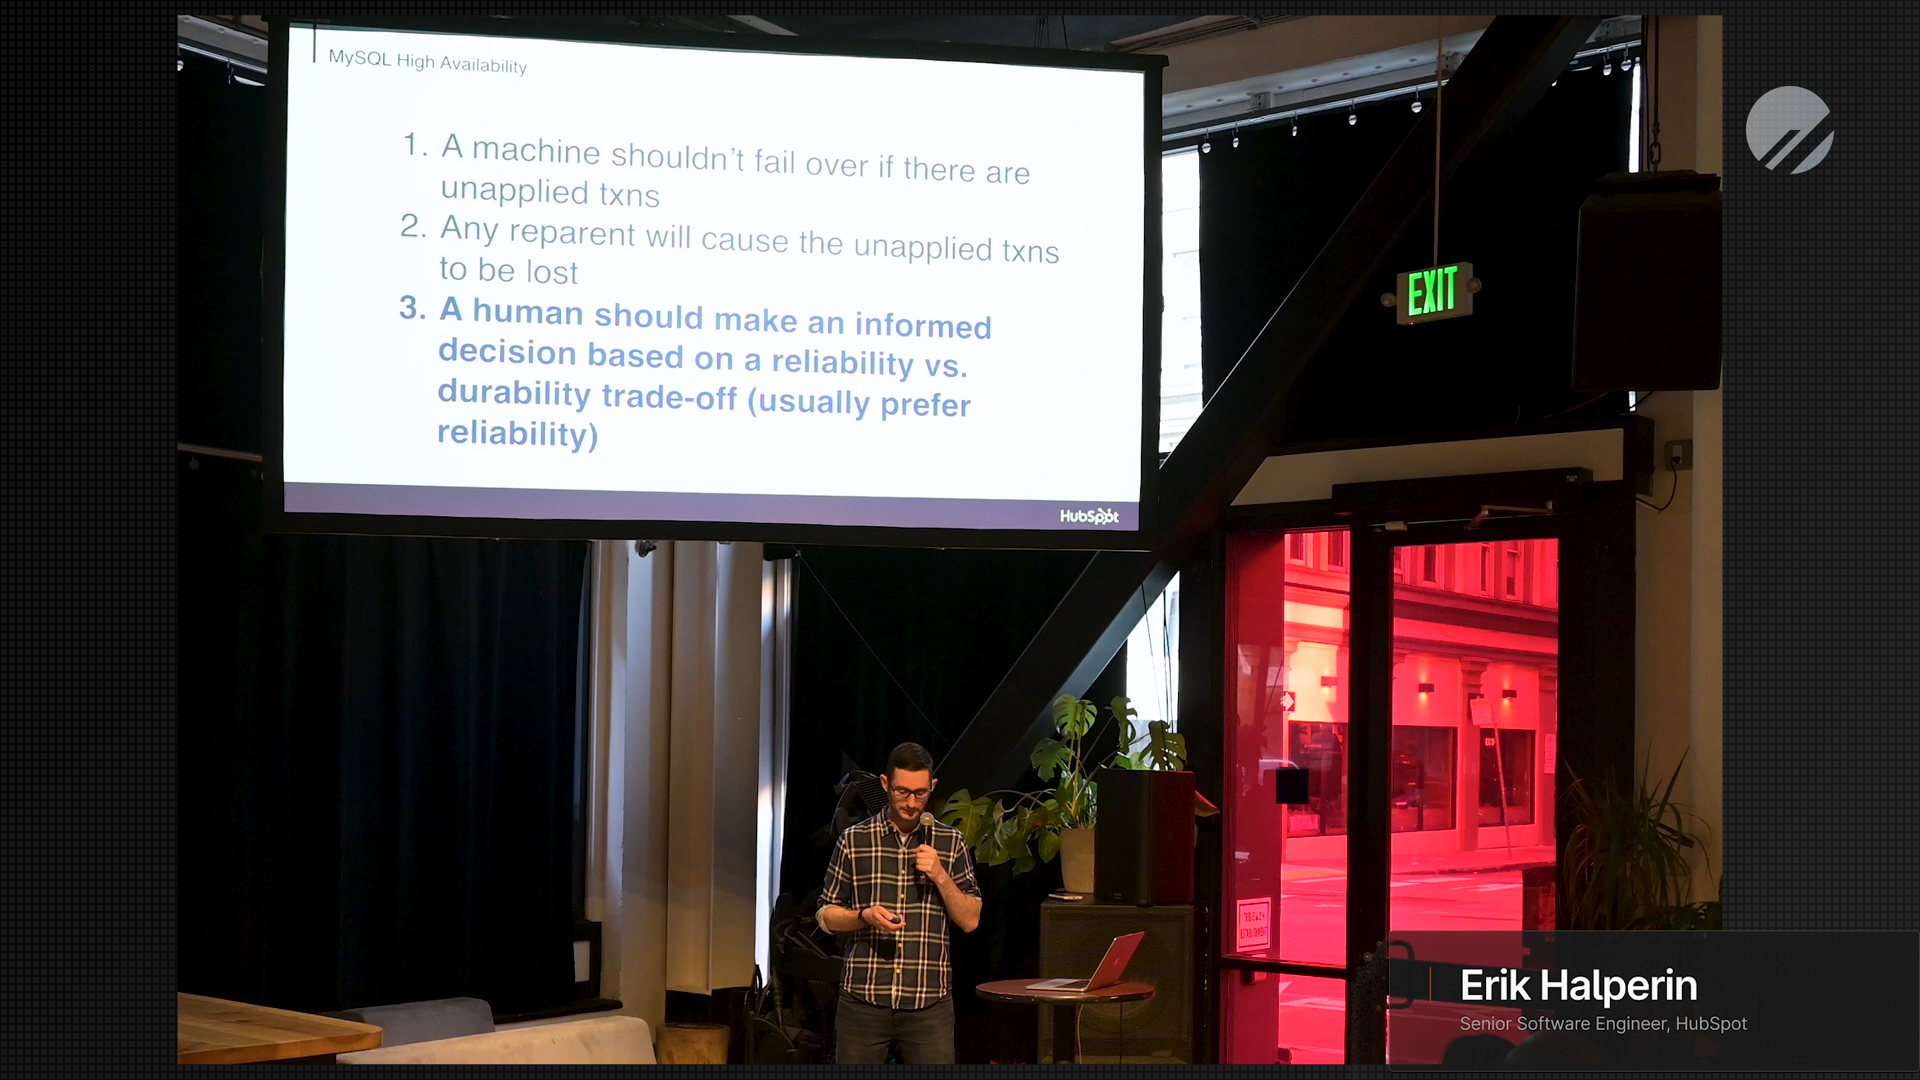 MySQL High Availability
1. A machine shouldn't fail over if there are
unapplied txns
2. Any reparent will cause the unapplied txns
to be lost
3. A human should make an informed
decision based on a reliability vs.
durability trade-off (usually prefer
reliability)
HubSpot
EXIT
Erik Halperin
Senior Software Engineer, HubSpot